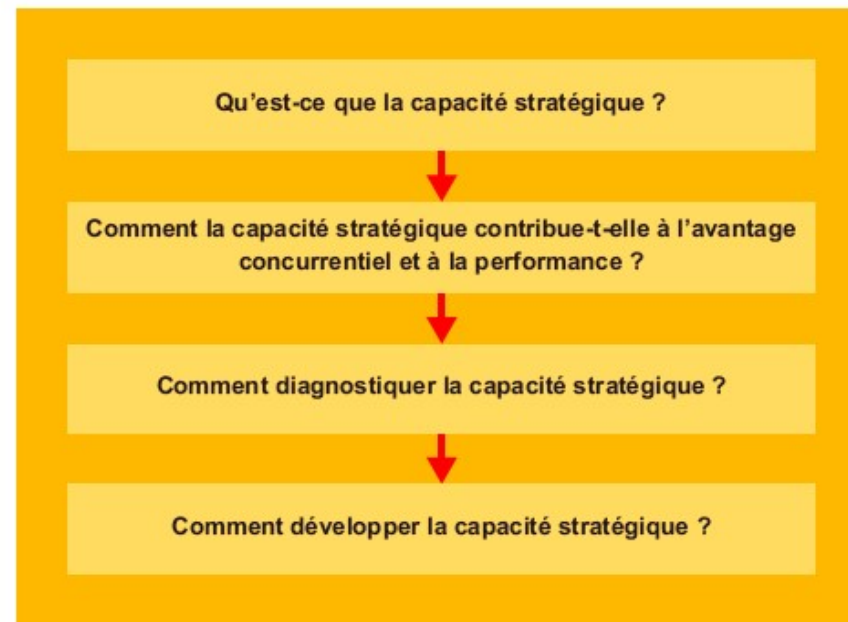 Qu’est-ce que la capacité stratégique ?
Comment la capacité stratégique contribue-t-elle à l’avantage
concurrentiel et à la performance ?
Comment diagnostiquer la capacité stratégique ?
Comment développer la capacité stratégique ?